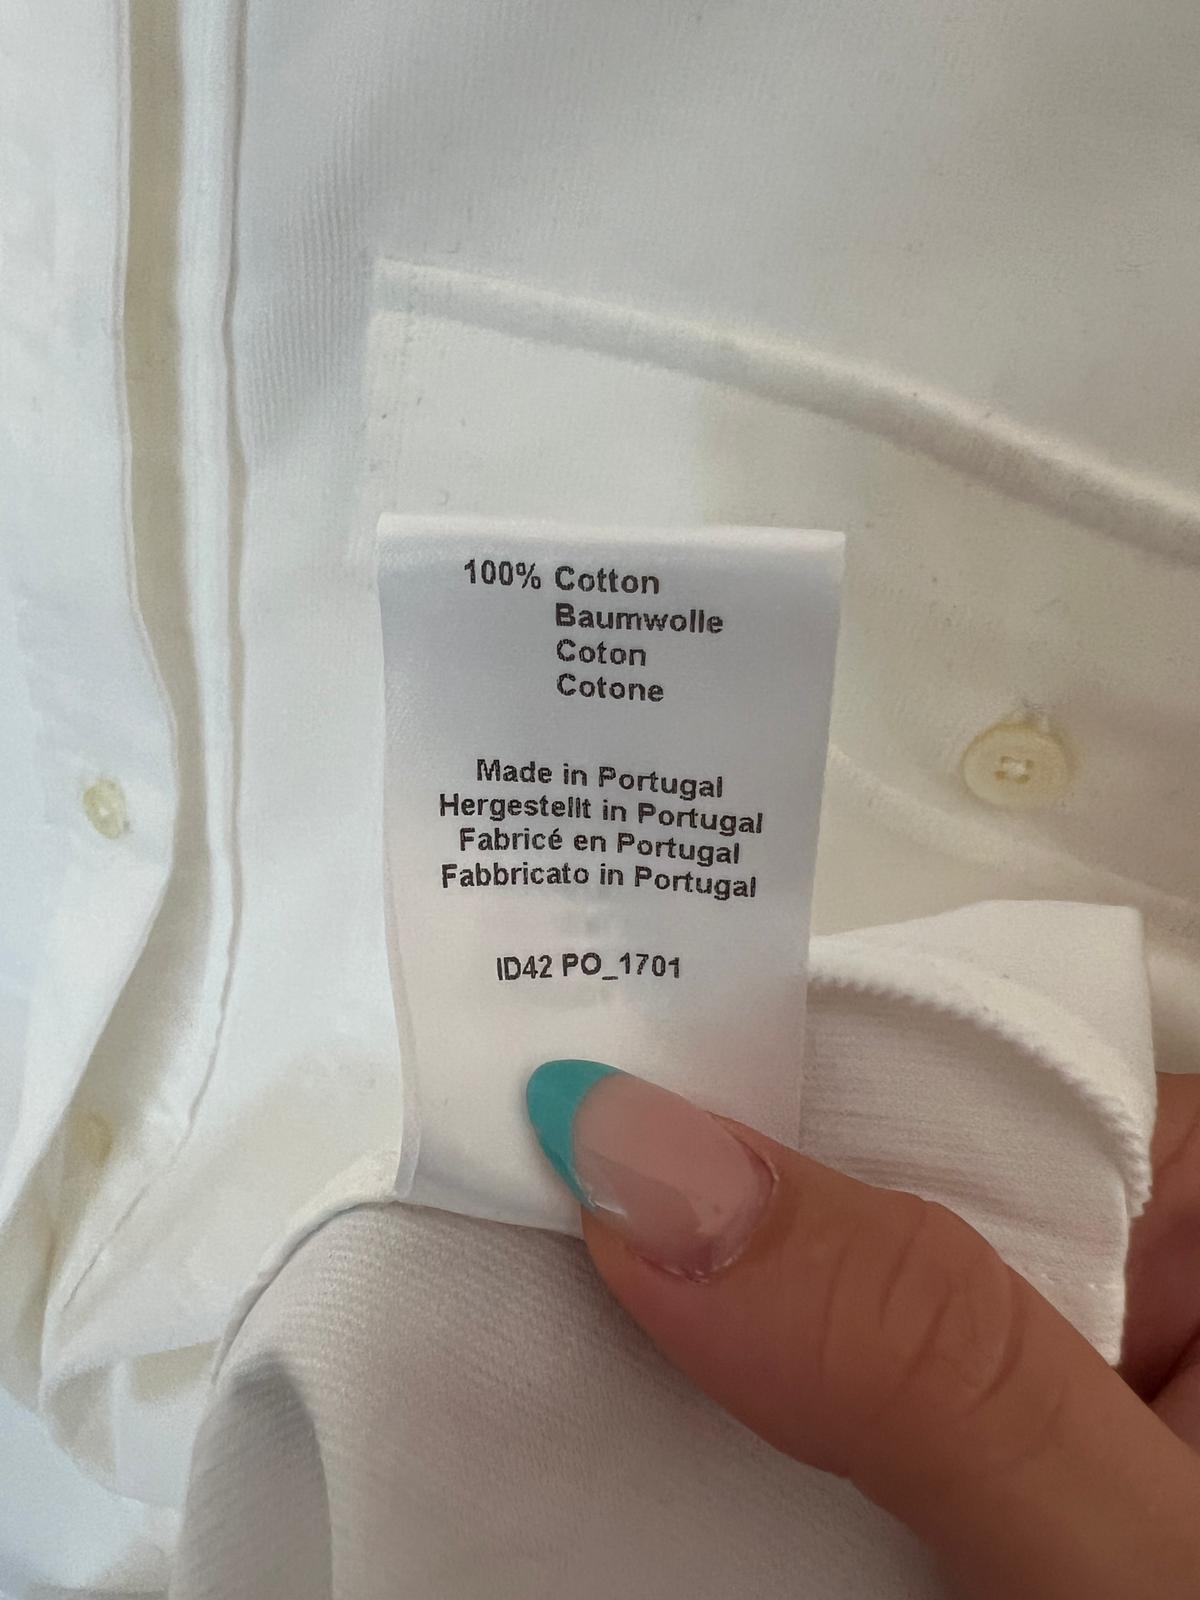 100% Cotton
Baumwolle
Coton
Cotone
Made in Portugal
Hergestellt in Portugal
Fabricé en Portugal
Fabbricato in Portugal
ID42 PO_1701